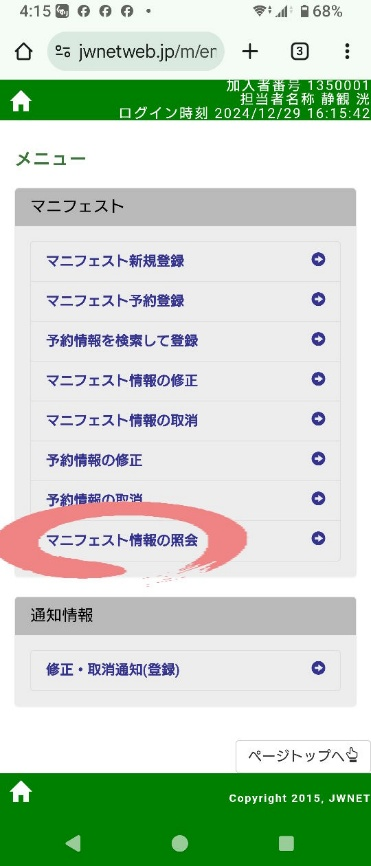 4:15 68%
jwnetweb.jp/m/er 3
加入者番号 1350001
担当者名称 静観 洸
ログイン時刻 2024/12/29 16:15:42
メニュー
マニフェスト
マニフェスト新規登録
マニフェスト予約登録
予約情報を検索して登録
マニフェスト情報の修正
マニフェスト情報の取消
予約情報の修正
予約情報の取消
マニフェスト情報の照会
通知情報
修正・取消通知(登録)
ページトップへ
Copyright 2015, JWNET